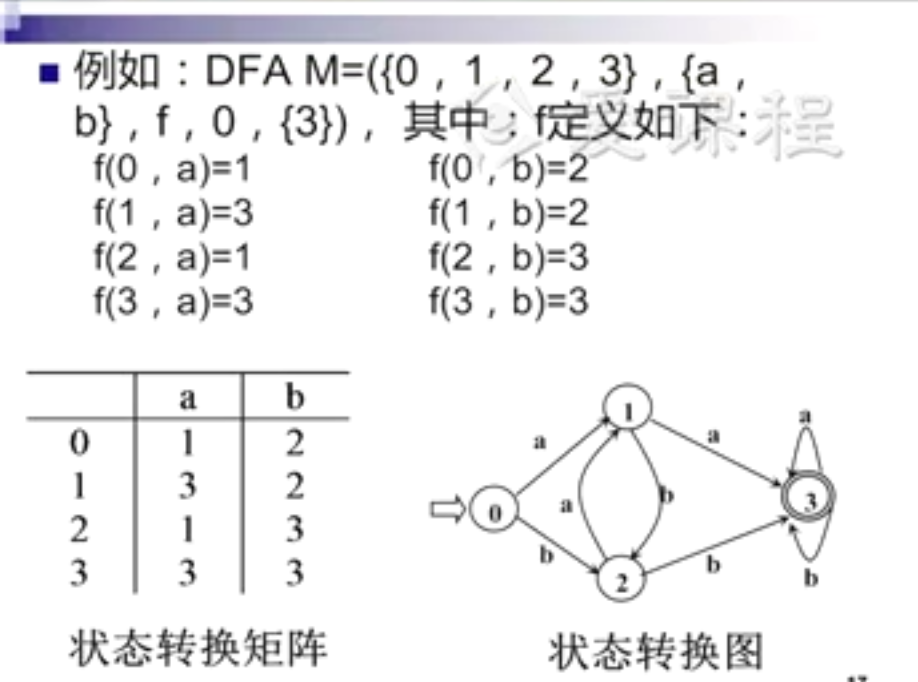 例如：DFA M=({0，1，2，3}，{a，
b}，f，0，{3})， 其中：f定义如下：
爱课程
f(0，a)=1 f(0，b)=2
f(1，a)=3 f(1，b)=2
f(2，a)=1 f(2，b)=3
f(3，a)=3 f(3，b)=3
a b
0 1 2
1 3 2
2 1 3
3 3 3
状态转换矩阵
1
a
a
a
0
a
b
3
b
2
b
b
状态转换图